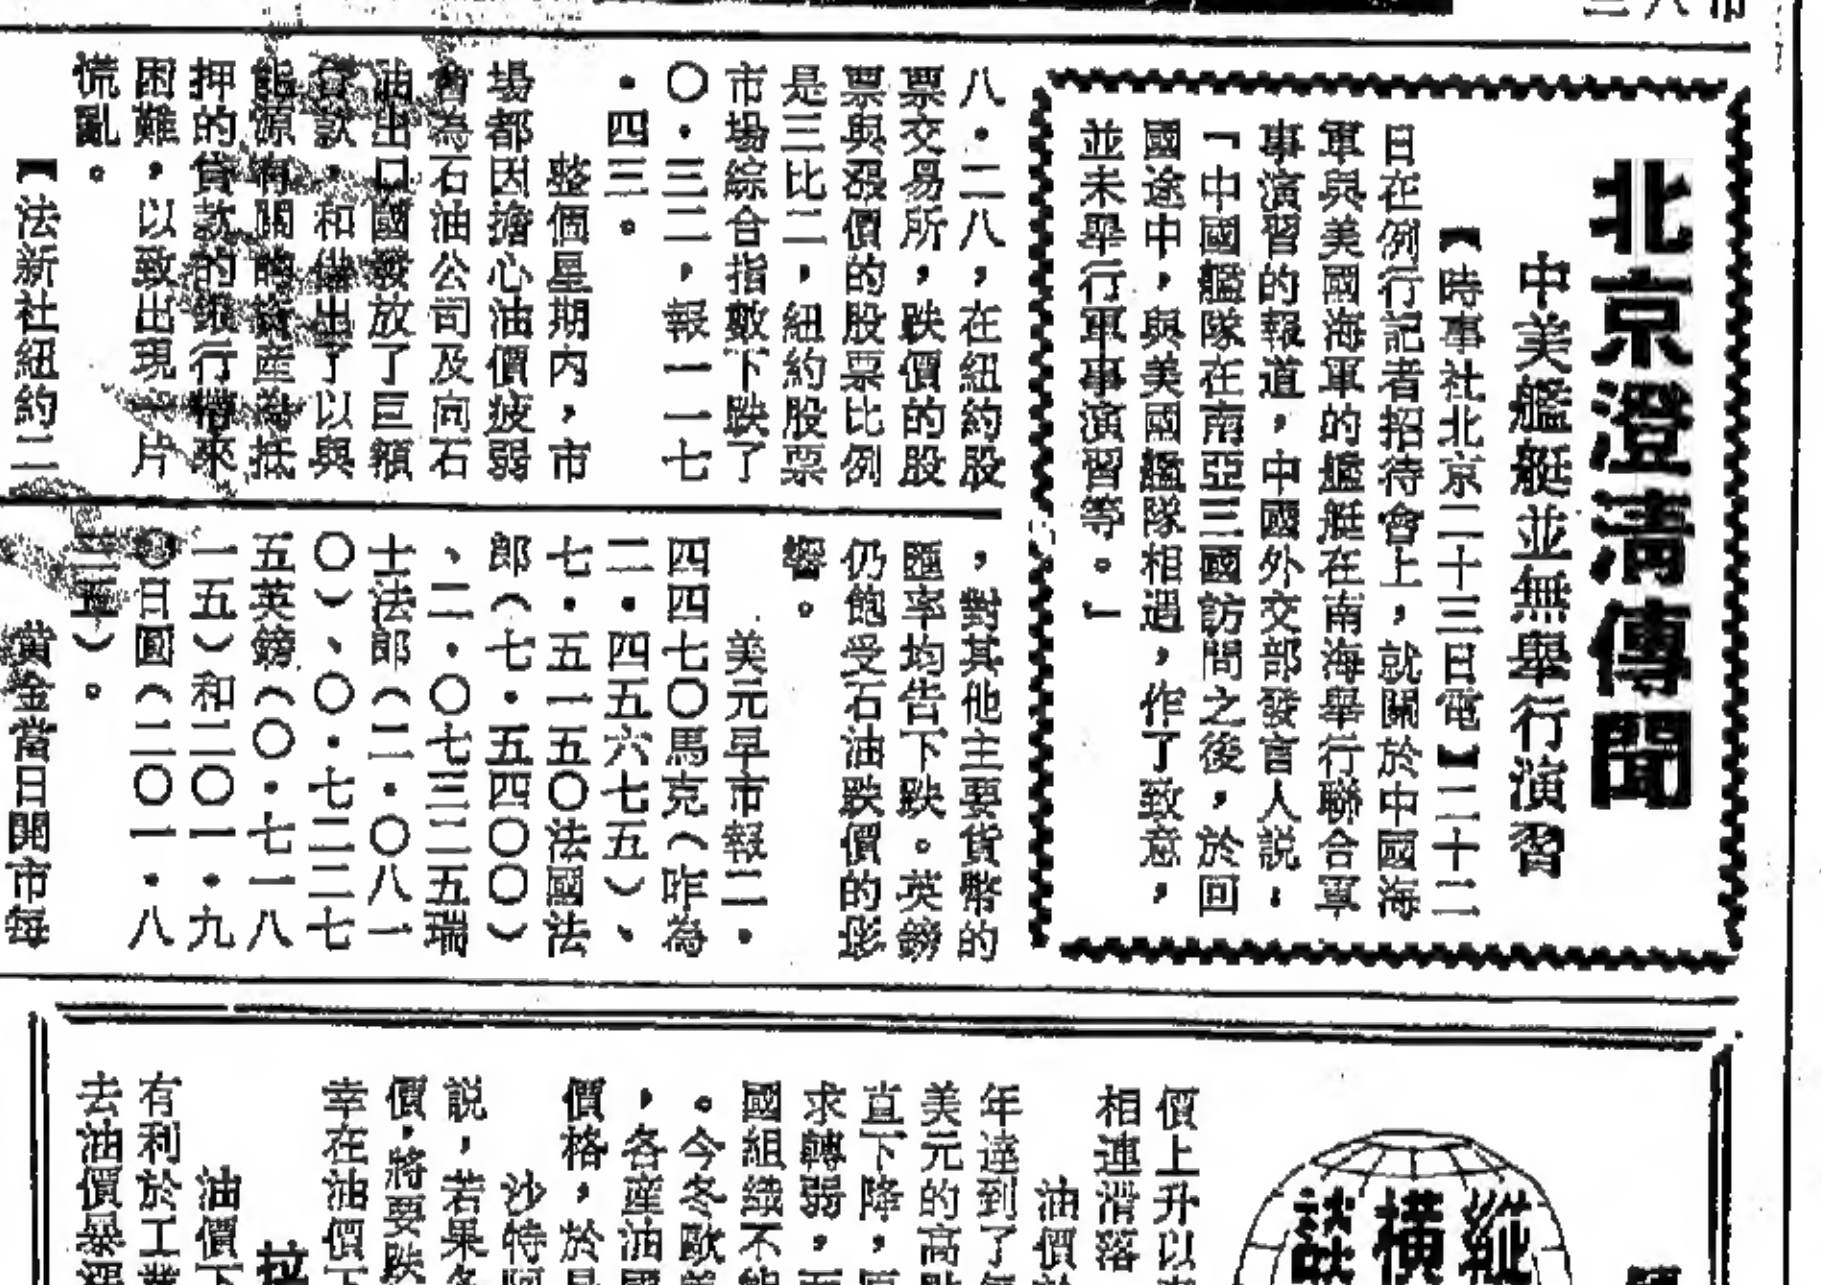 北京澄清傳聞
中美艦艇並無舉行演習
【時事社北京二十三日電】二十二
日在例行記者招待會上，就關於中國海
軍與美國海軍的艦艇在南海舉行聯合軍
事演習的報道，中國外交部發言人説：
「中國艦隊在南亞三國訪問之後，於回
國途中，與美國艦隊相遇，作了致意，
並未舉行軍事演習等。」
八·二八，在紐約股
票交易所，跌價的股
票與漲價的股票比例
是三比二，紐約股票
市場綜合指數下跌了
〇·三二，報一一七
·四三。
整個星期內，市
場都因擔心油價疲弱
會為石油公司及向石
油出口國發放了巨額
貸款，和儲出了以與
能源有關的資產為抵
押的貸款的銀行帶來
困難，以致出現一片
慌亂。
【法新社紐約二
，對其他主要貨幣的
匯率均告下跌。英鎊
仍飽受石油跌價的影
響。
美元早市報二·
四四七〇馬克（昨為
二·四五六七五）、
七·五一五〇法國法
郎（七·五四〇〇）
、二·〇七三二五瑞
士法郎（二·〇八一
〇）、〇·七二二七
五英鎊（〇·七一八
一五）和二〇一·九
〇日圓（二〇一·八
三五）。
黃金當日開市每
縱
橫
談
價上升以
相連滑落
油價
年達到了
美元的高
直下降，
求轉弱，
國組織不
。今冬歐
，各產油
價格，於
沙特
説，若果
價，將要跌
幸在油價下
油價下
有利於工業
去油價暴